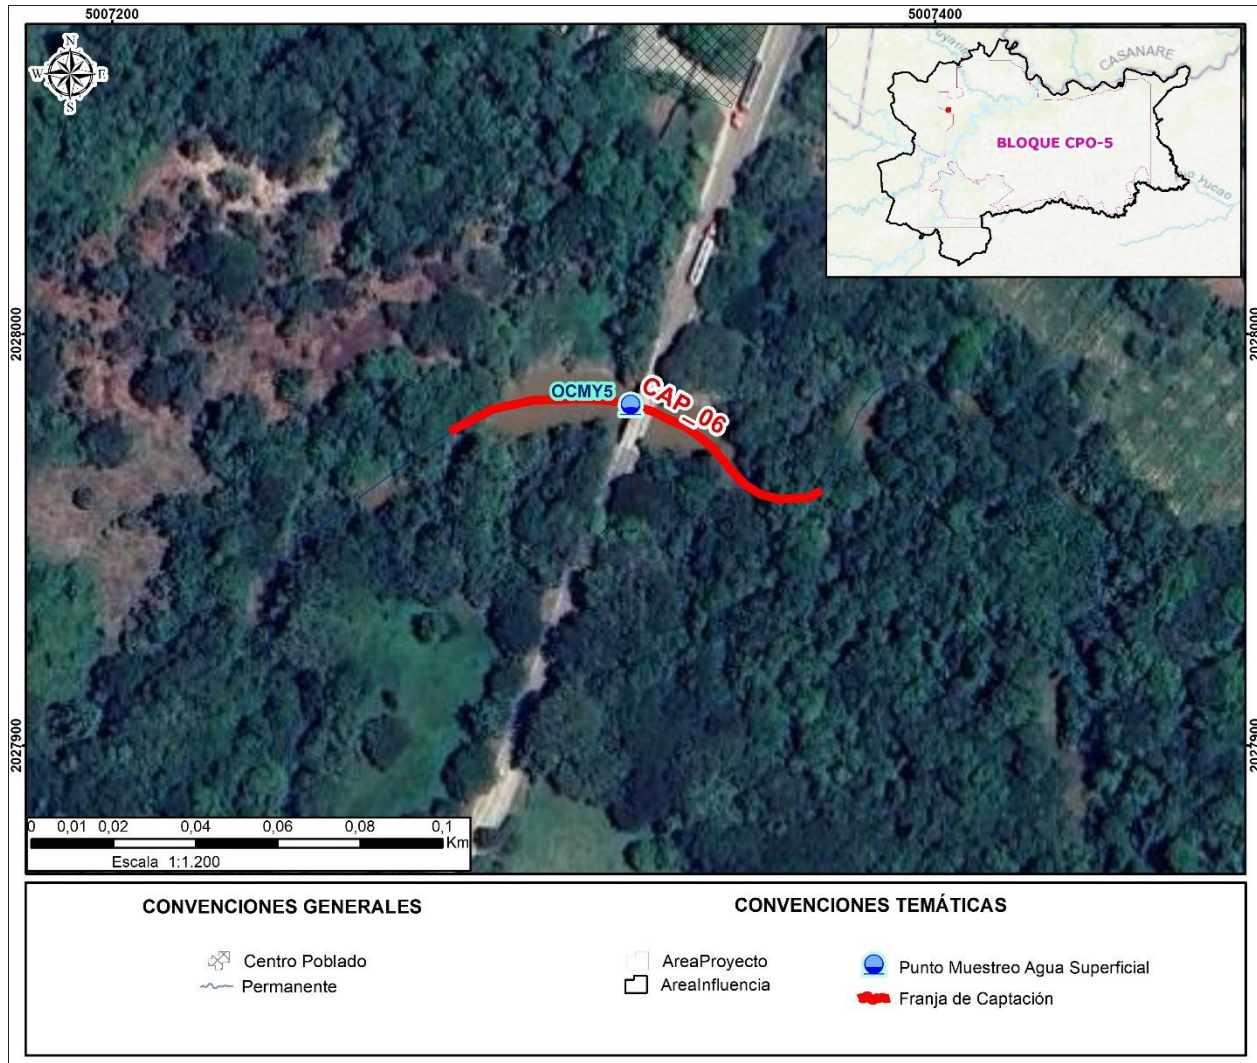 5007200
5007400
N
W
E
S
CASANARE
BLOQUE CPO-5
Yucao
2028000
2028000
OCMY5
CAP_06
2027900
2027900
0 0,01 0,02 0,04 0,06 0,08 0,1
Km
Escala 1:1.200
CONVENCIONES GENERALES
Centro Poblado
Permanente
CONVENCIONES TEMÁTICAS
AreaProyecto
AreaInfluencia
Punto Muestreo Agua Superficial
Franja de Captación